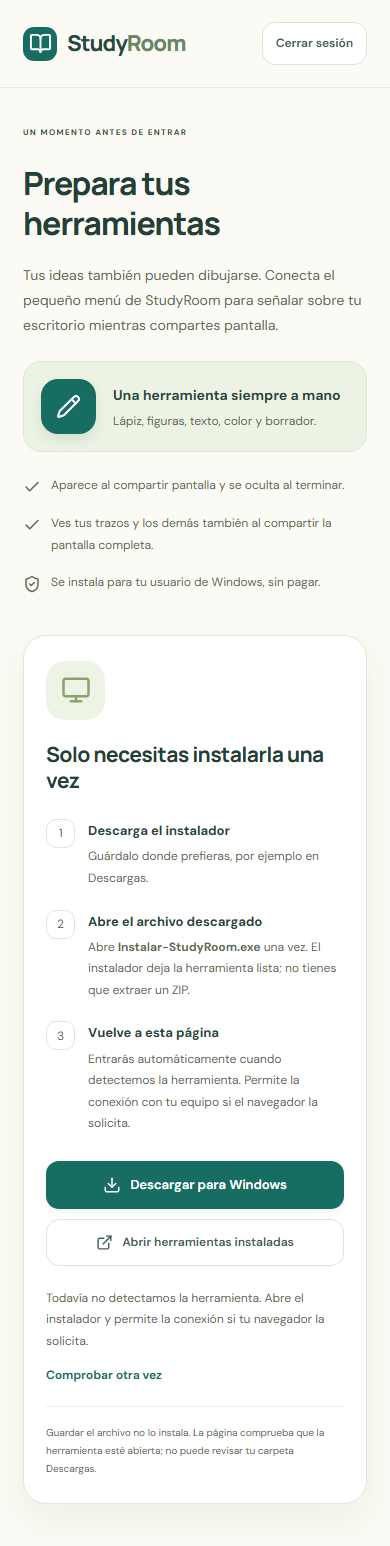 StudyRoom
Cerrar sesión
UN MOMENTO ANTES DE ENTRAR
Prepara tus
herramientas
Tus ideas también pueden dibujarse. Conecta el
pequeño menú de StudyRoom para señalar sobre tu
escritorio mientras compartes pantalla.
Una herramienta siempre a mano
Lápiz, figuras, texto, color y borrador.
Aparece al compartir pantalla y se oculta al terminar.
Ves tus trazos y los demás también al compartir la
pantalla completa.
Se instala para tu usuario de Windows, sin pagar.
Solo necesitas instalarla una
vez
1
Descarga el instalador
Guárdalo donde prefieras, por ejemplo en
Descargas.
2
Abre el archivo descargado
Abre Instalar-StudyRoom.exe una vez. El
instalador deja la herramienta lista; no tienes
que extraer un ZIP.
3
Vuelve a esta página
Entrarás automáticamente cuando
detectemos la herramienta. Permite la
conexión con tu equipo si el navegador la
solicita.
Descargar para Windows
Abrir herramientas instaladas
Todavía no detectamos la herramienta. Abre el
instalador y permite la conexión si tu navegador la
solicita.
Comprobar otra vez
Guardar el archivo no lo instala. La página comprueba que la
herramienta esté abierta; no puede revisar tu carpeta
Descargas.